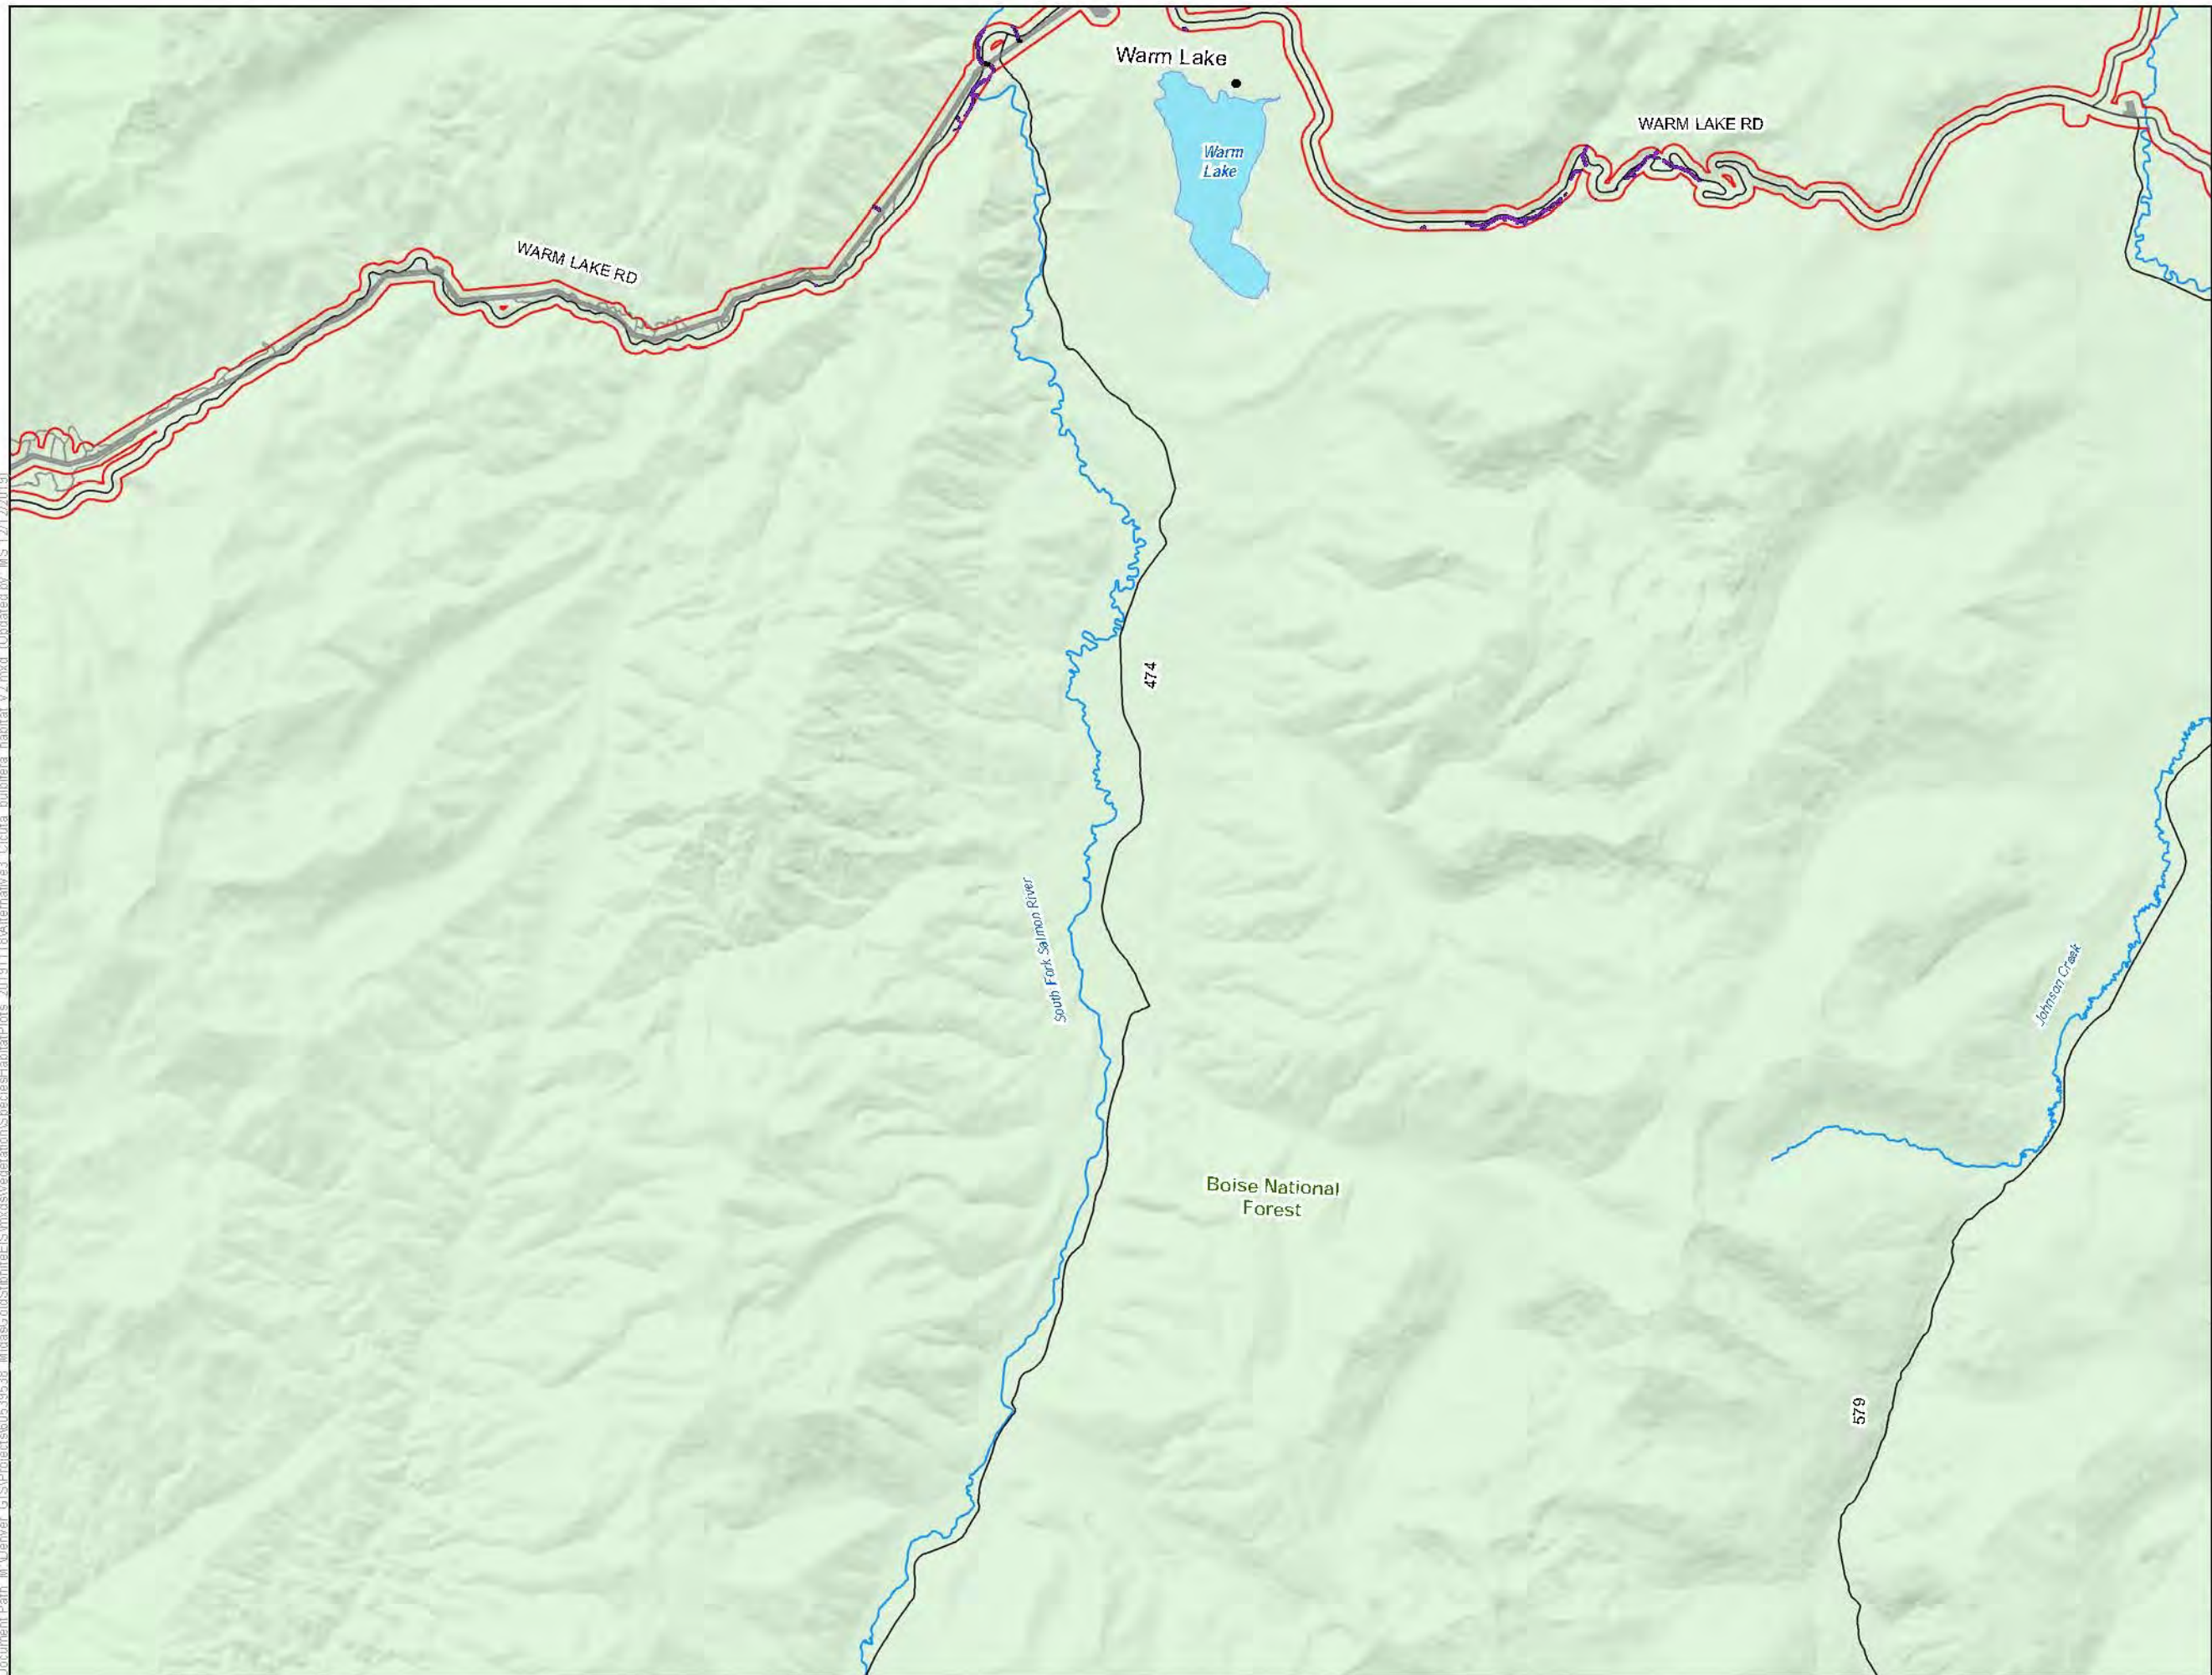 Warm Lake
WARM LAKE RD
Warm
Lake
WARM LAKE RD
474
South Fork Salmon River
Johnson Creek
Boise National
Forest
579